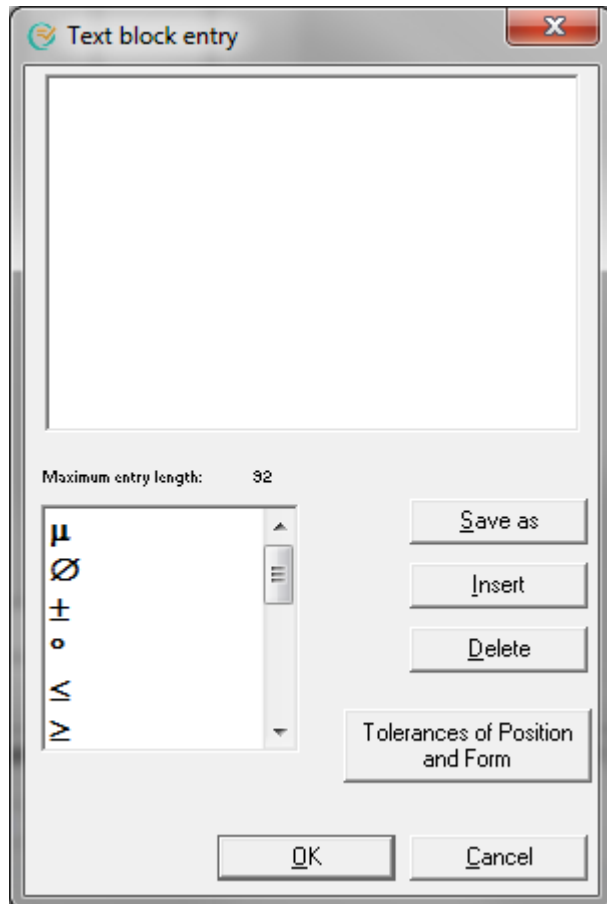 Text block entry
Maximum entry length: 92
µ
Ø
±
°
≤
≥
Save as
Insert
Delete
Tolerances of Position
and Form
OK
Cancel